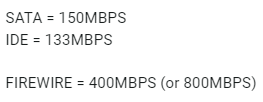 SATA = 150MBPS
IDE = 133MBPS
FIREWIRE = 400MBPS (or 800MBPS)